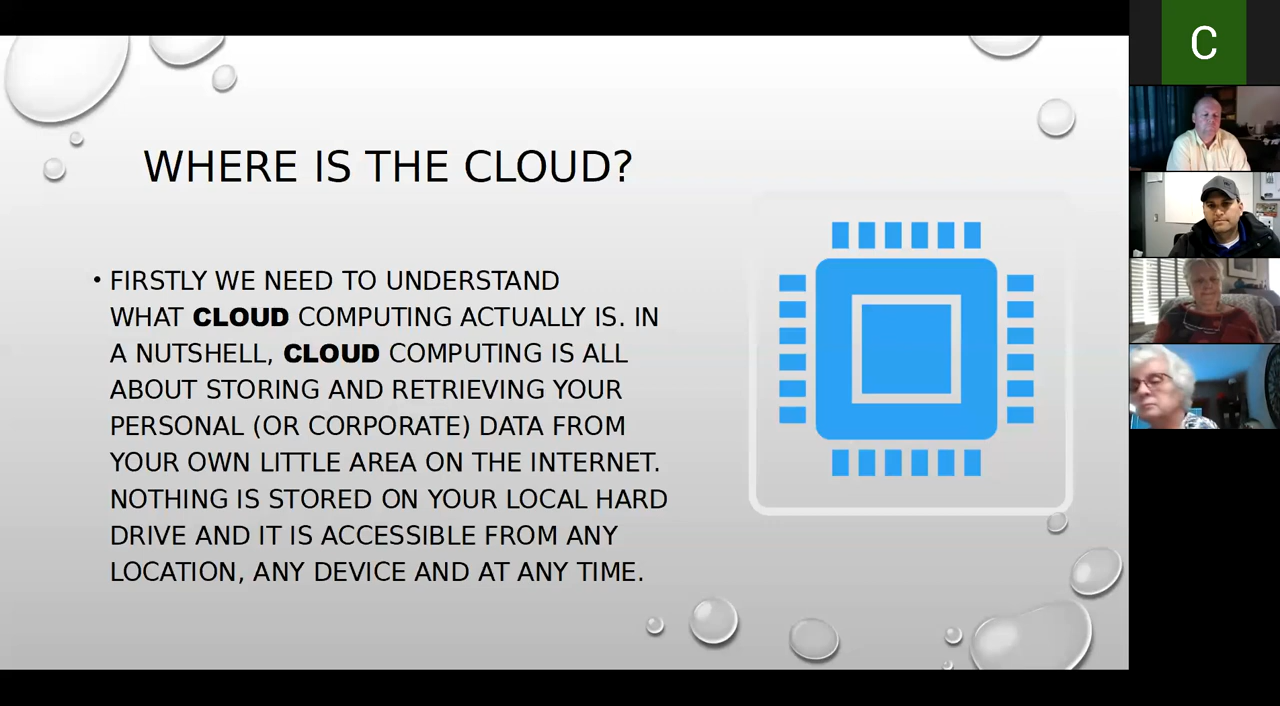 WHERE IS THE CLOUD?
• FIRSTLY WE NEED TO UNDERSTAND
WHAT CLOUD COMPUTING ACTUALLY IS. IN
A NUTSHELL, CLOUD COMPUTING IS ALL
ABOUT STORING AND RETRIEVING YOUR
PERSONAL (OR CORPORATE) DATA FROM
YOUR OWN LITTLE AREA ON THE INTERNET.
NOTHING IS STORED ON YOUR LOCAL HARD
DRIVE AND IT IS ACCESSIBLE FROM ANY
LOCATION, ANY DEVICE AND AT ANY TIME.
C